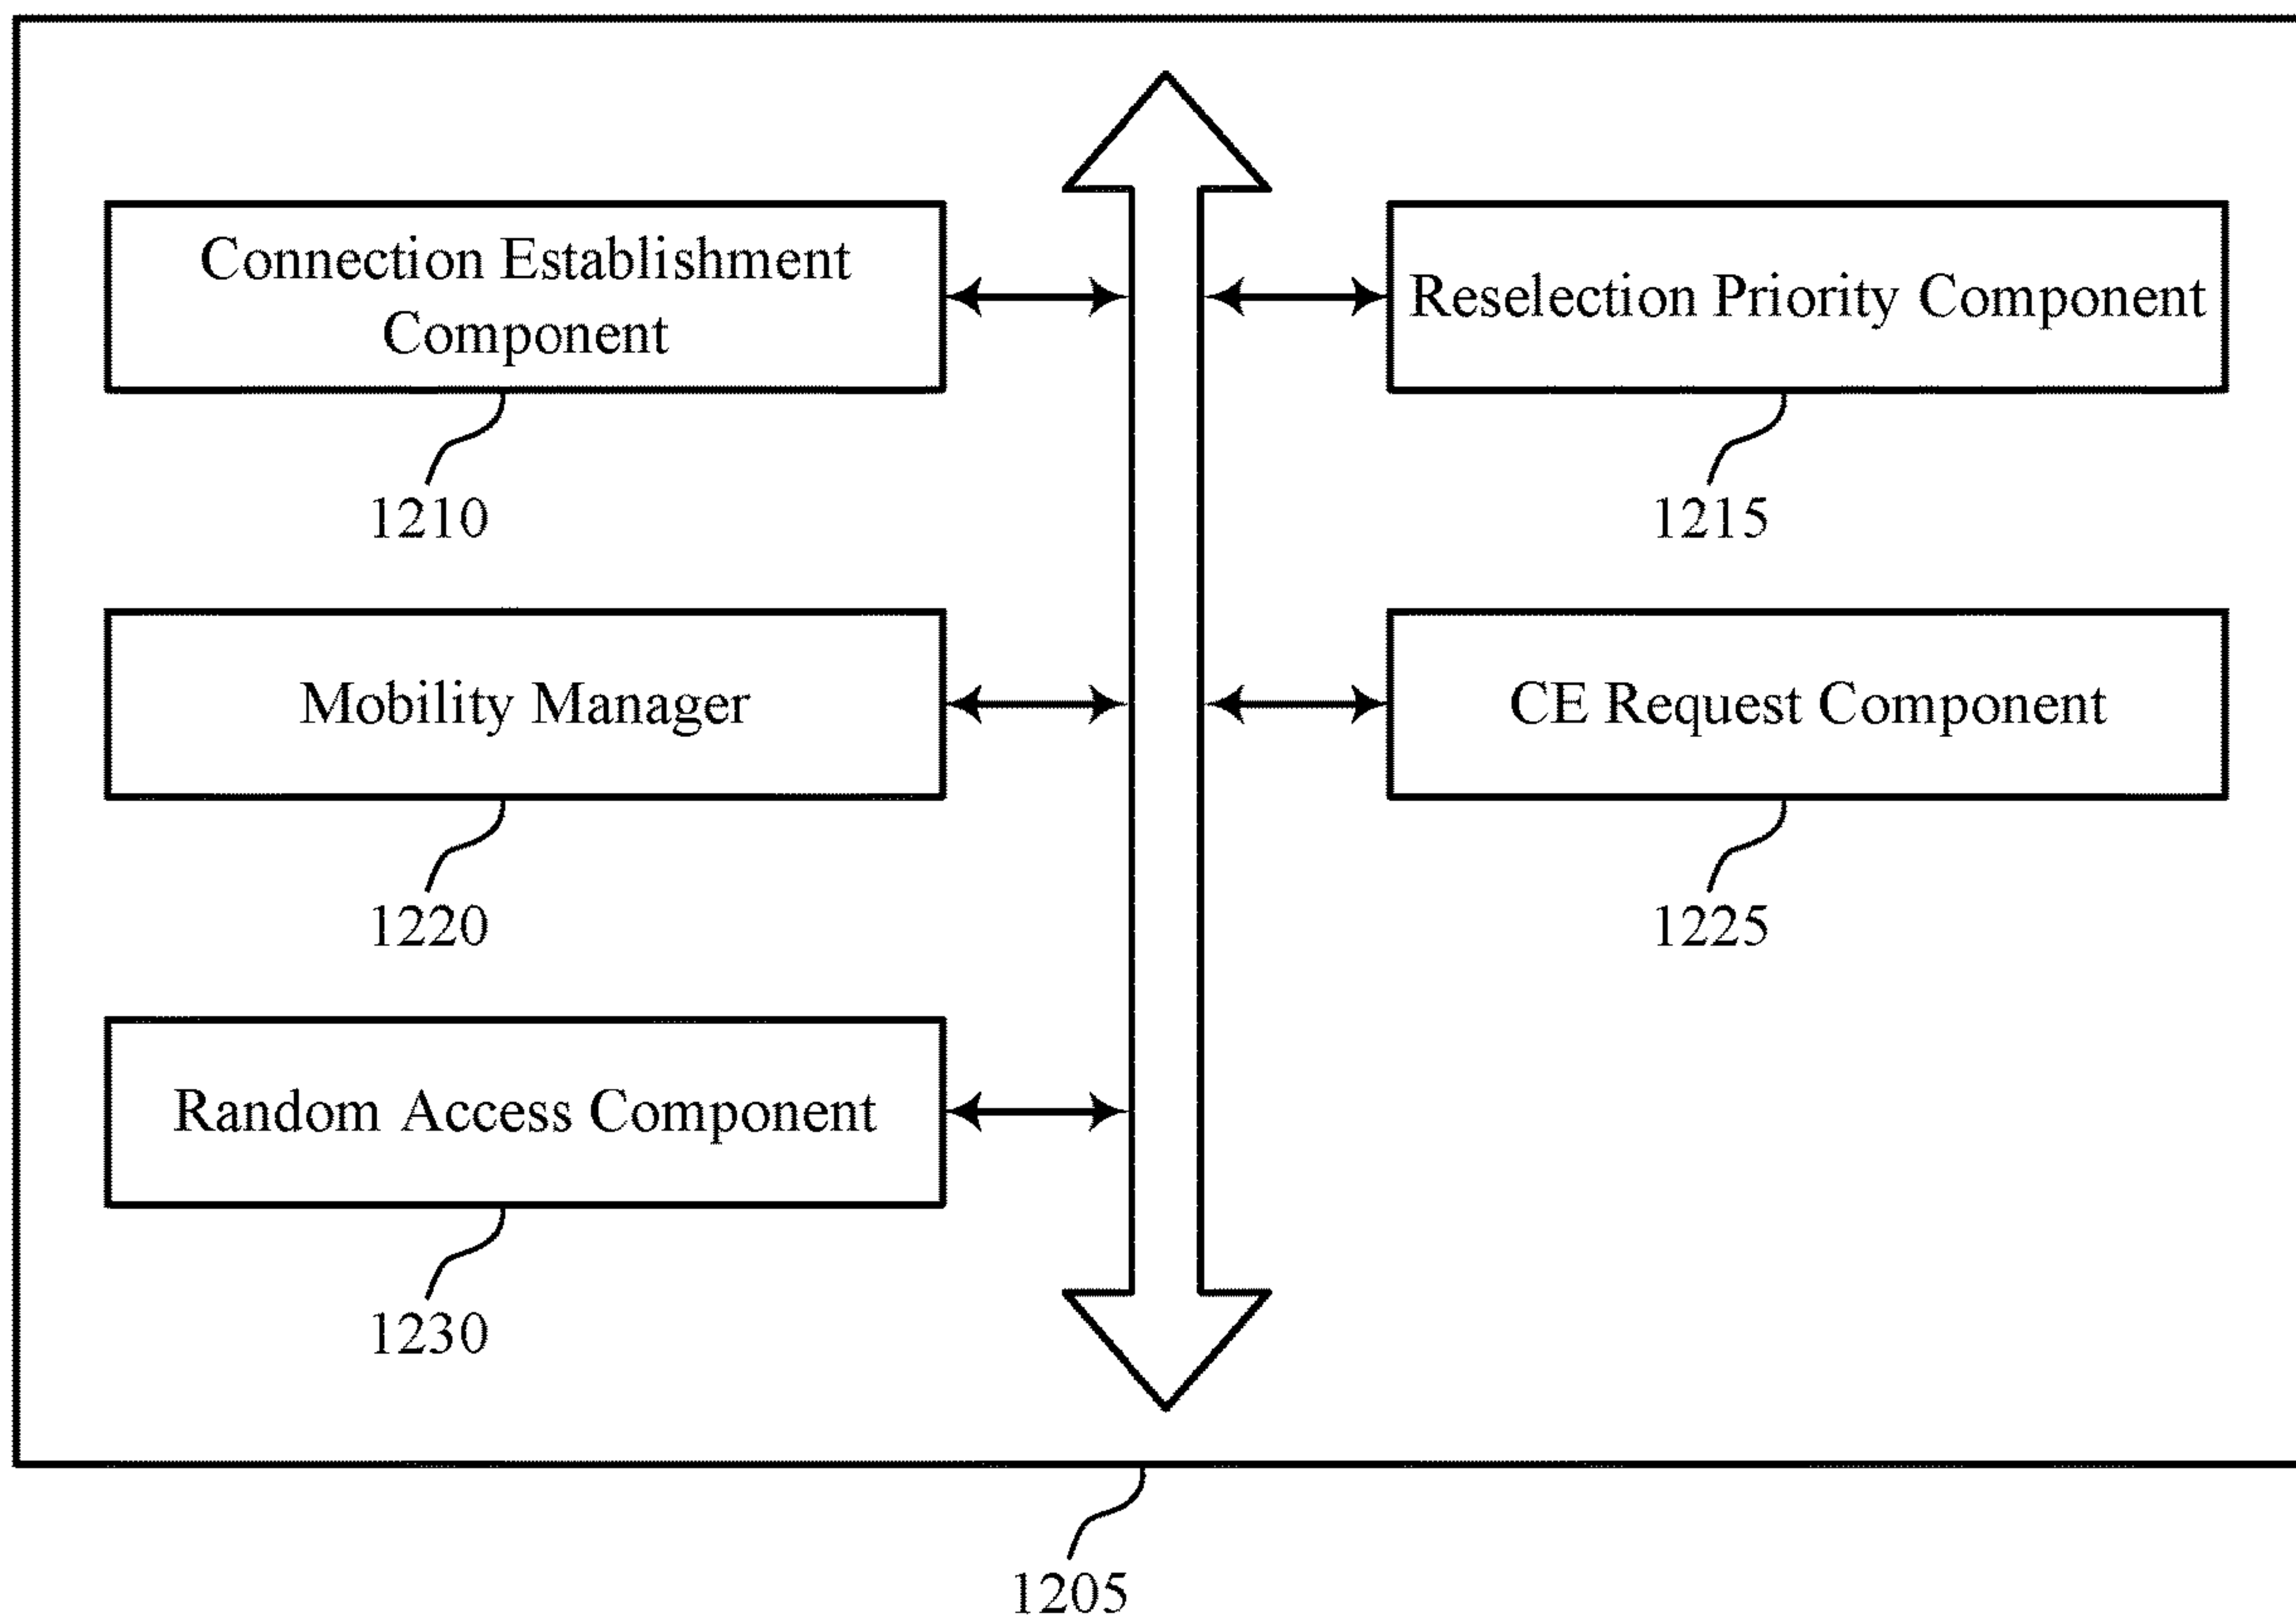 Connection Establishment
Component
1210
Reselection Priority Component
1215
Mobility Manager
1220
CE Request Component
1225
Random Access Component
1230
1205